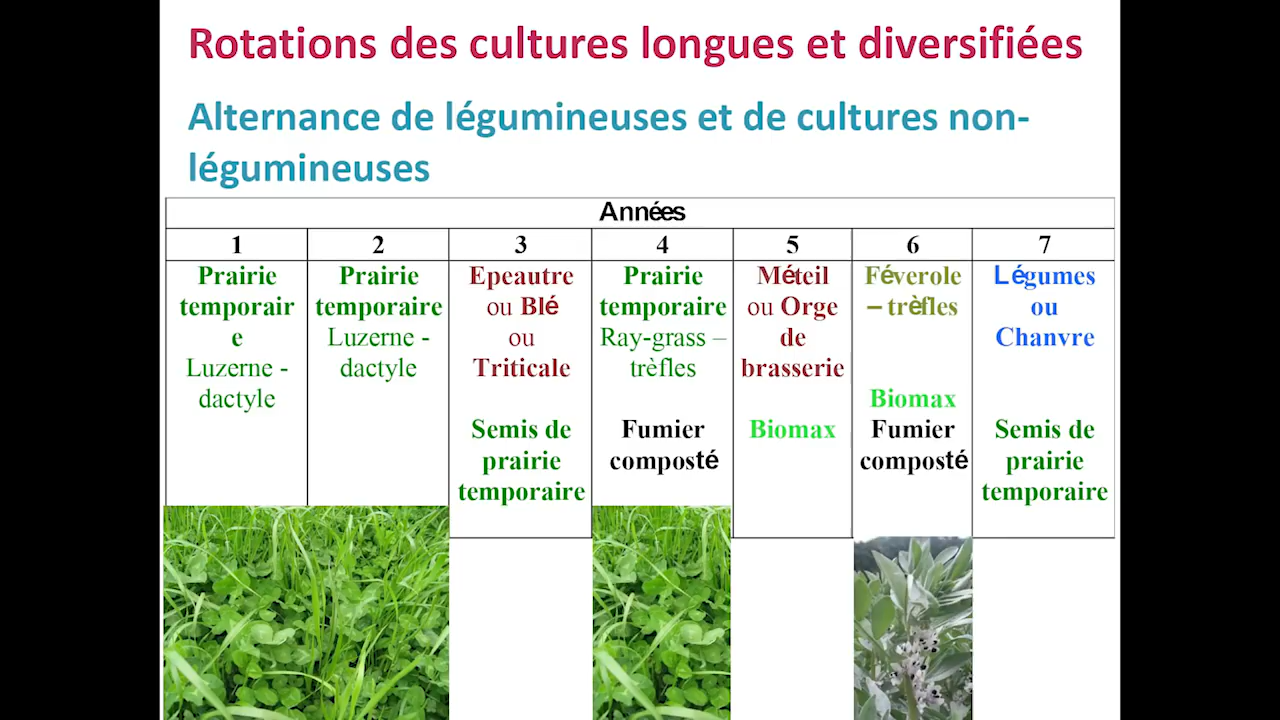 Rotations des cultures longues et diversifiées
Alternance de légumineuses et de cultures non-
légumineuses
Années
1
2
3
4
5
6
7
Prairie
temporair
e
Luzerne -
dactyle
Prairie
temporaire
Luzerne -
dactyle
Epeautre
ou Blé
ou
Triticale
Semis de
prairie
temporaire
Prairie
temporaire
Ray-grass –
trèfles
Fumier
composté
Méteil
ou Orge
de
brasserie
Biomax
Féverole
– trèfles
Biomax
Fumier
composté
Légumes
ou
Chanvre
Semis de
prairie
temporaire